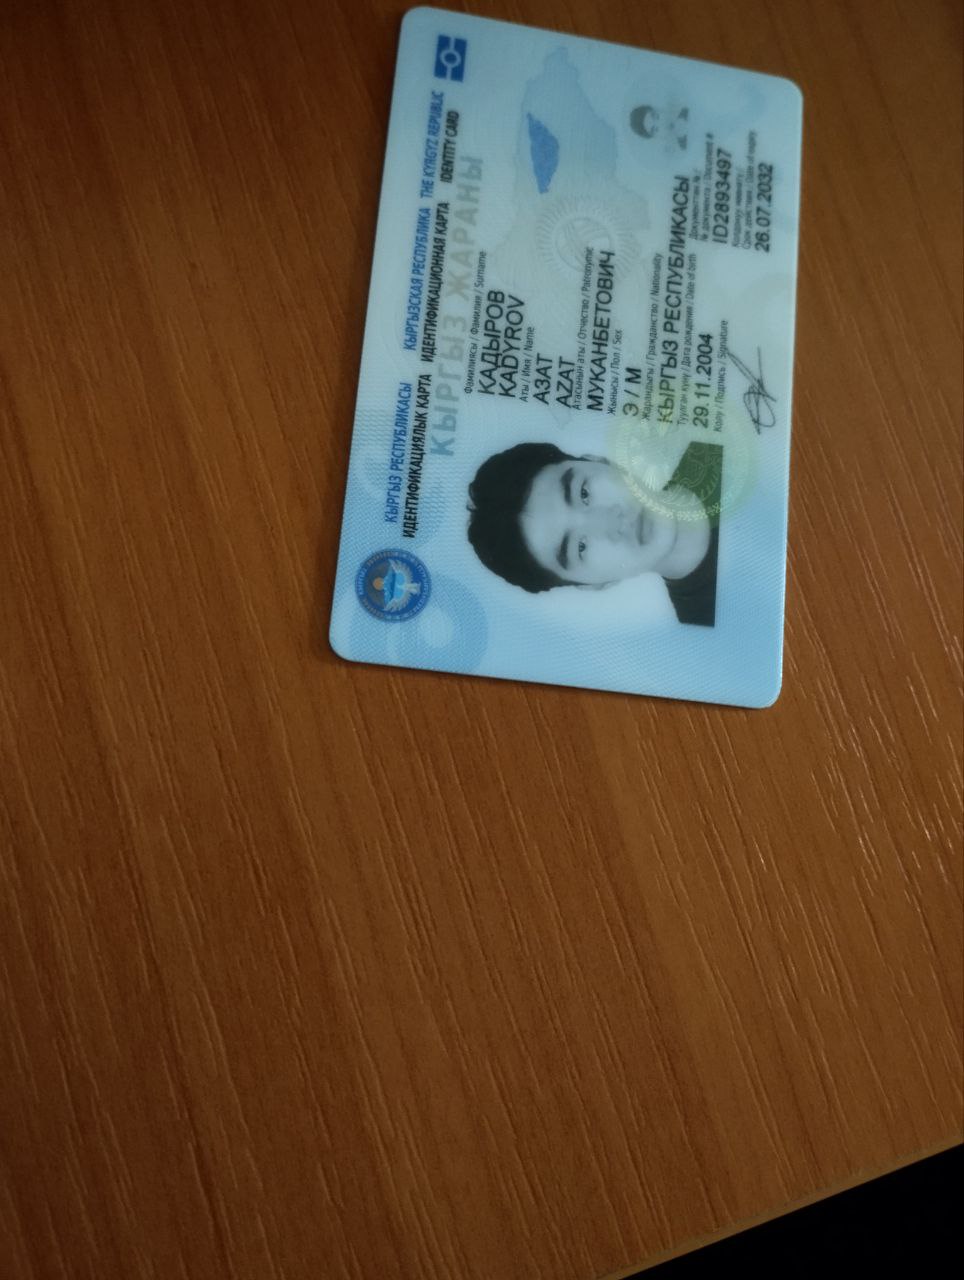 КЫРГЫЗ РЕСПУБЛИКАСЫ КЫРГЫЗСКАЯ РЕСПУБЛИКА THE KYRGYZ REPUBLIC
ИДЕНТИФИКАЦИЯЛЫК КАРТА ИДЕНТИФИКАЦИОННАЯ КАРТА IDENTITY CARD
КЫРГЫЗ ЖАРАНЫ
Фамилиясы / Фамилия / Surname
КАДЫРОВ
KADYROV
Аты / Имя / Name
АЗАТ
AZAT
Атасынын аты / Отчество / Patronymic
МУКАНБЕТОВИЧ
Жынысы / Пол / Sex
Э / М
Жарандыгы / Гражданство / Nationality
КЫРГЫЗ РЕСПУБЛИКАСЫ
Туулган күнү / Дата рождения / Date of birth
29.11.2004
Документтин № /
№ документа / Document #
ID2893497
Колу / Подпись / Signature
Срок действия / Date of expiry
26.07.2032